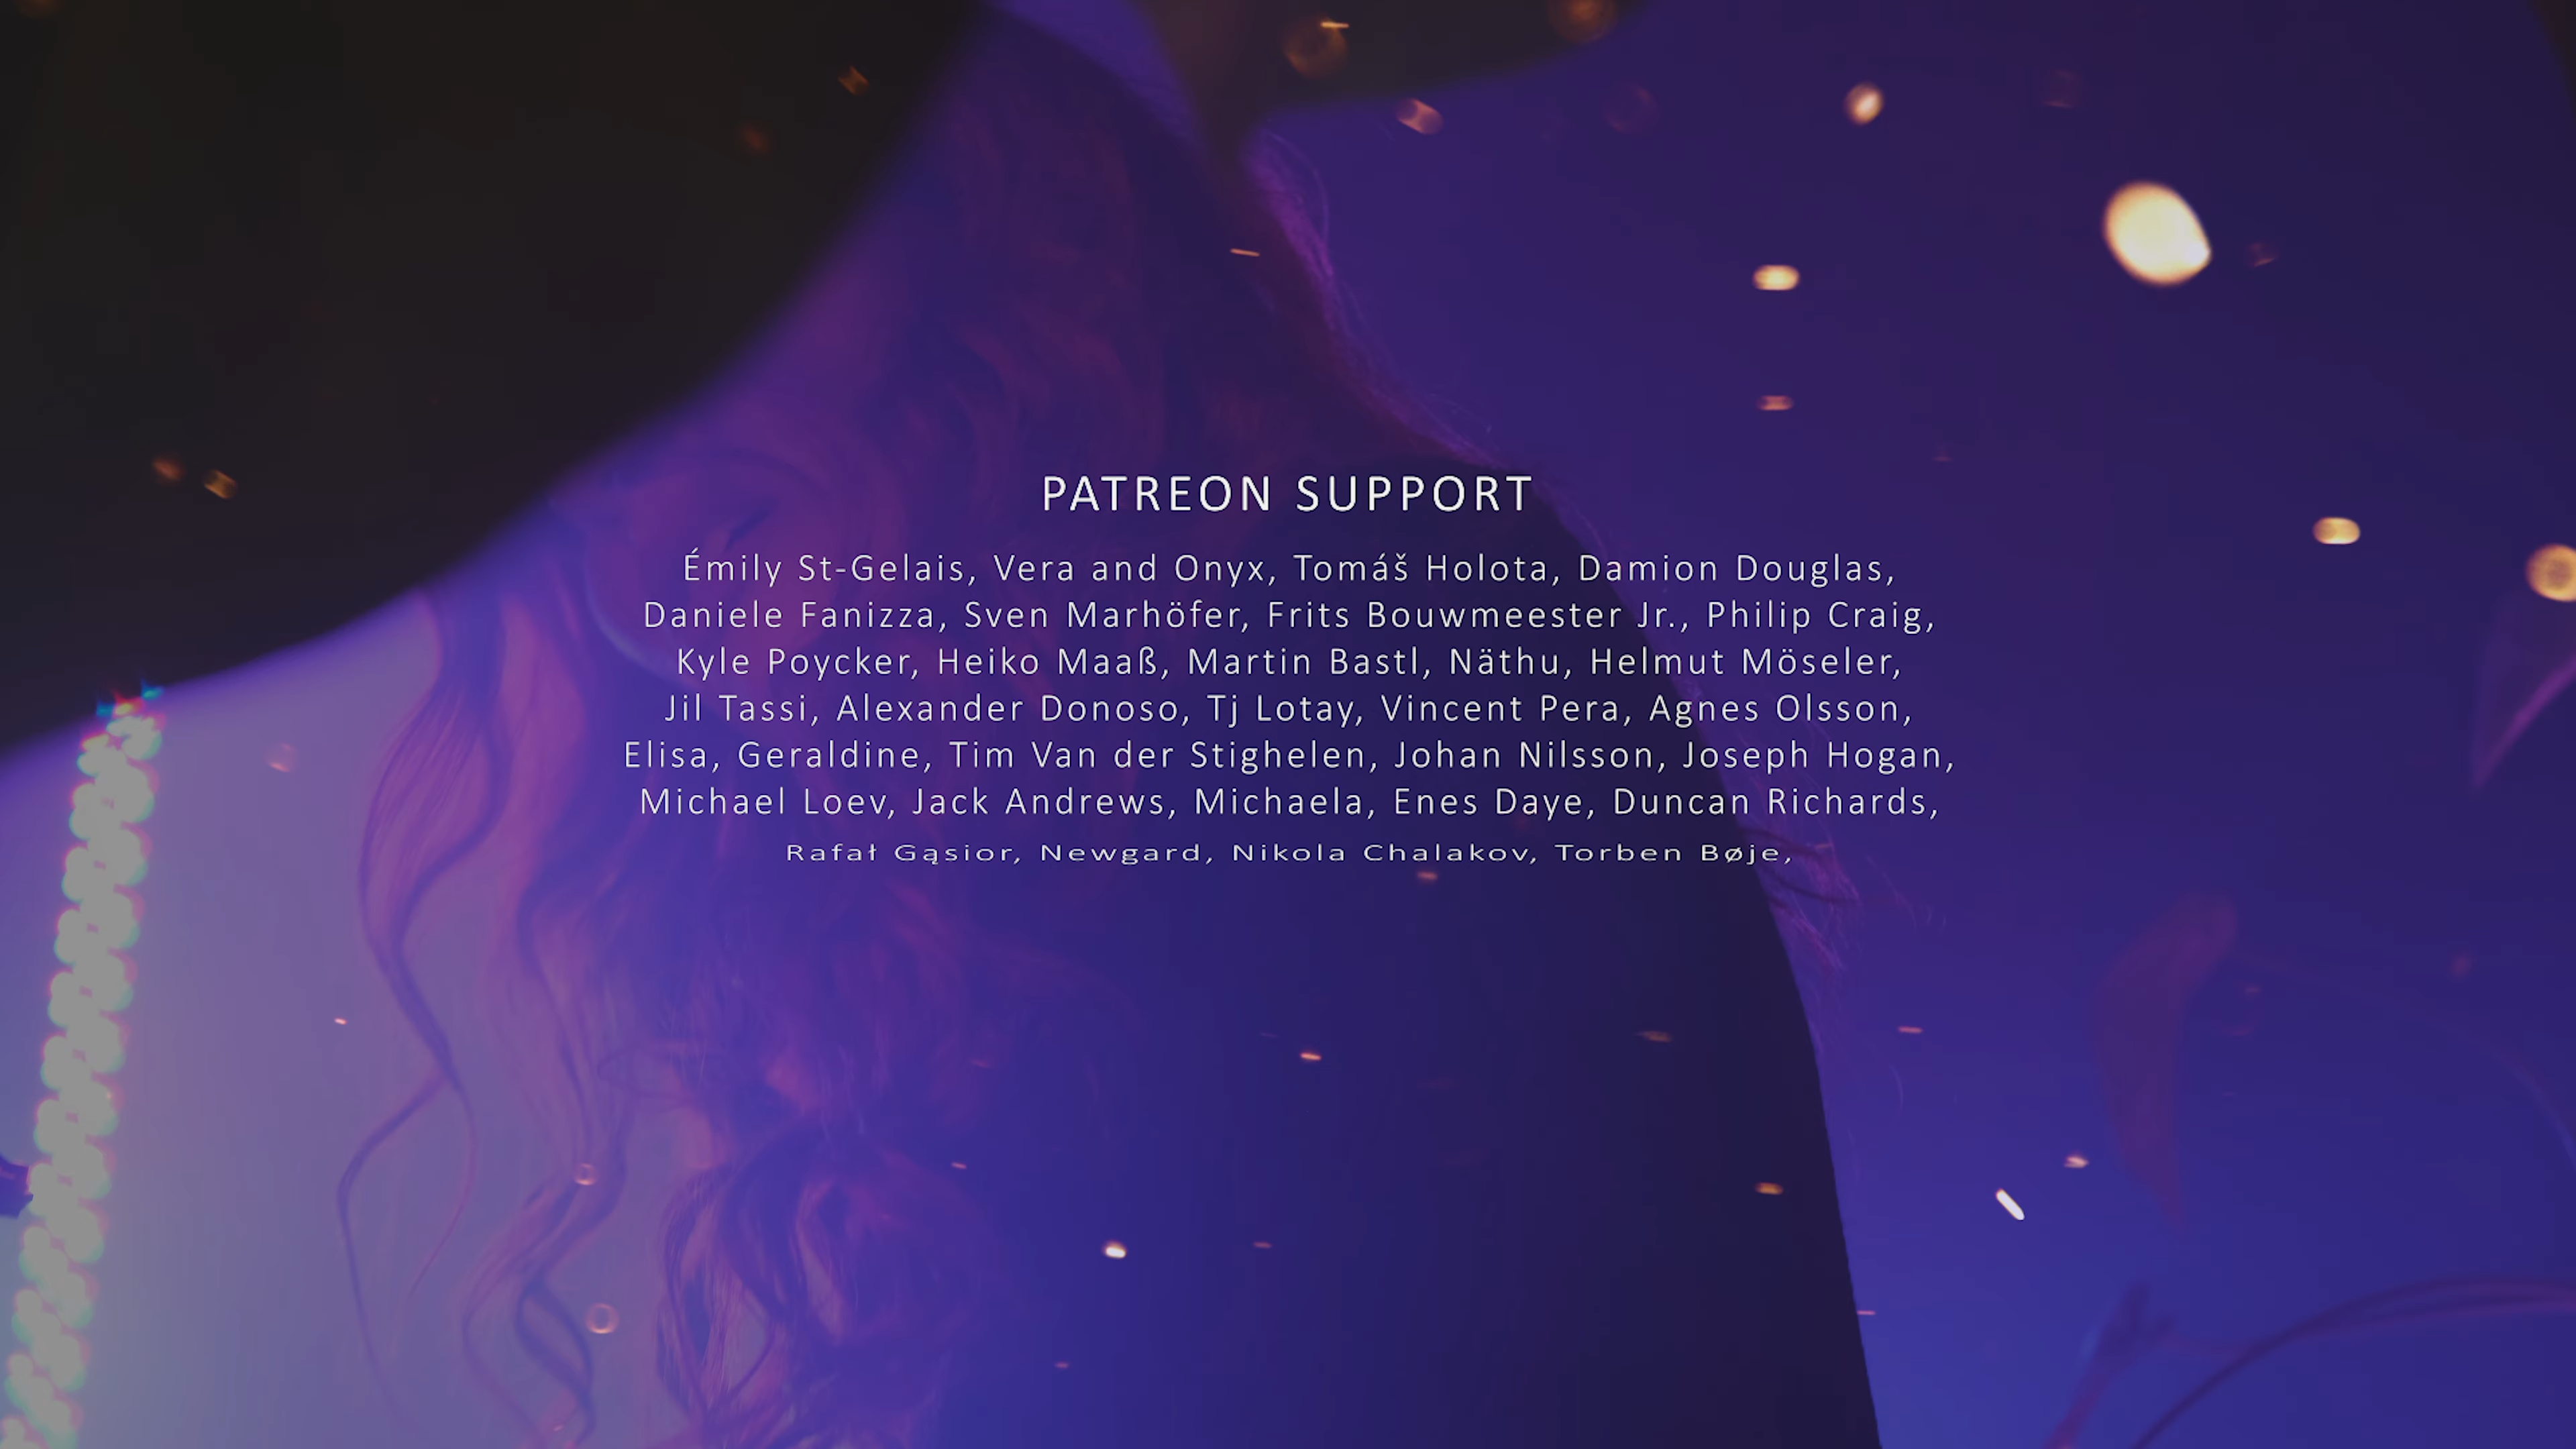 PATREON SUPPORT
Émily St-Gelais, Vera and Onyx, Tomáš Holota, Damion Douglas,
Daniele Fanizza, Sven Marhöfer, Frits Bouwmeester Jr., Philip Craig,
Kyle Poycker, Heiko Maaß, Martin Bastl, Näthu, Helmut Möseler,
Jil Tassi, Alexander Donoso, Tj Lotay, Vincent Pera, Agnes Olsson,
Elisa, Geraldine, Tim Van der Stighelen, Johan Nilsson, Joseph Hogan,
Michael Loev, Jack Andrews, Michaela, Enes Daye, Duncan Richards,
Rafał Gąsior, Newgard, Nikola Chalakov, Torben Bøje,